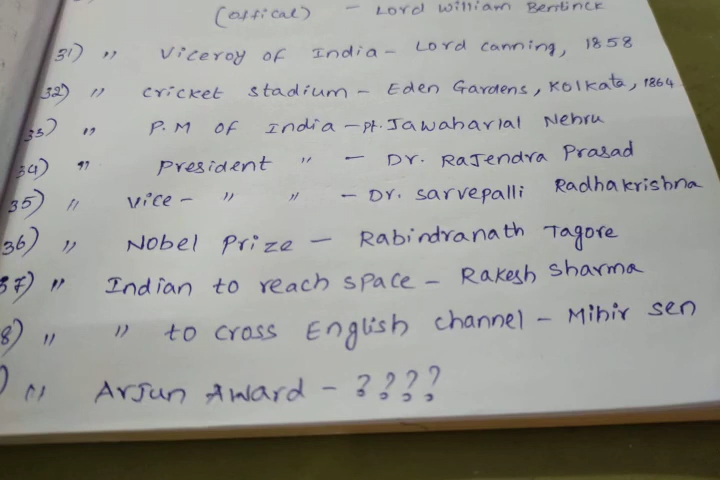 (offical) - Lord William Bentinck
31) " Viceroy of India - Lord canning, 1858
32) " cricket stadium - Eden Gardens, Kolkata, 1864
33) " P.M of India - Pt. Jawaharlal Nehru
34) " President " - Dr. Rajendra Prasad
35) " Vice - " " - Dr. sarvepalli Radhakrishna
36) " Nobel Prize - Rabindranath Tagore
37) " Indian to reach space - Rakesh sharma
8) " " to cross English channel - Mihir sen
) " Arjun Award - ????